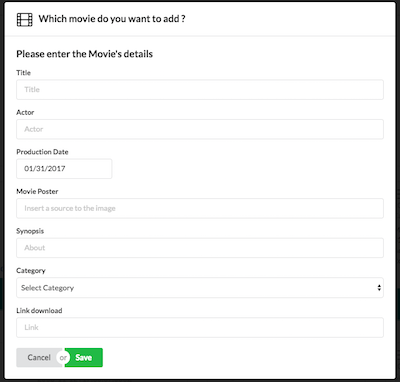 Which movie do you want to add ?
Please enter the Movie's details
Title
Title
Actor
Actor
Production Date
01/31/2017
Movie Poster
Insert a source to the image
Synopsis
About
Category
Select Category
Link download
Link
Cancel or Save